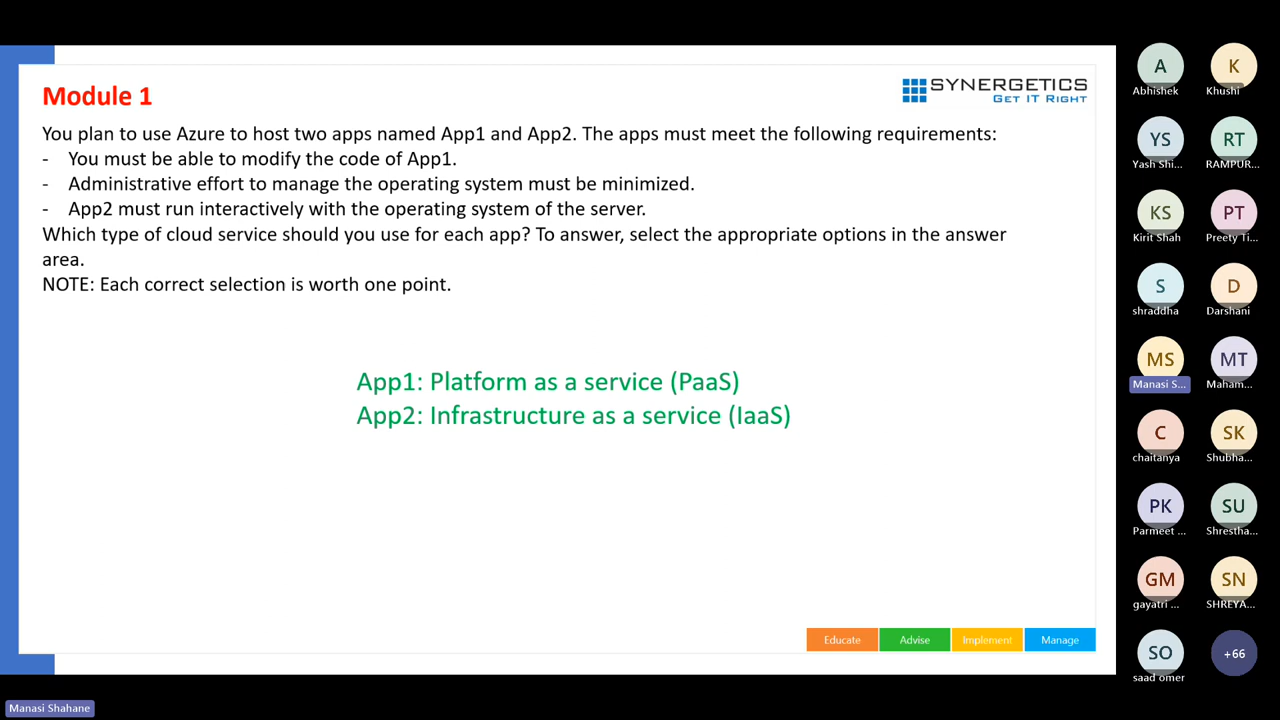 Module 1
SYNERGETICS
GET IT RIGHT
You plan to use Azure to host two apps named App1 and App2. The apps must meet the following requirements:
- You must be able to modify the code of App1.
- Administrative effort to manage the operating system must be minimized.
- App2 must run interactively with the operating system of the server.
Which type of cloud service should you use for each app? To answer, select the appropriate options in the answer
area.
NOTE: Each correct selection is worth one point.
App1: Platform as a service (PaaS)
App2: Infrastructure as a service (IaaS)
Educate Advise Implement Manage
A K
Abhishek Khushi
YS RT
Yash Shi... RAMPUR...
KS PT
Kirit Shah Preety Ti...
S D
shraddha Darshani
MS MT
Manasi S... Maham...
C SK
chaitanya Shubha...
PK SU
Parmeet ... Shrestha...
GM SN
gayatri ... SHREYA...
SO +66
saad omer
Manasi Shahane